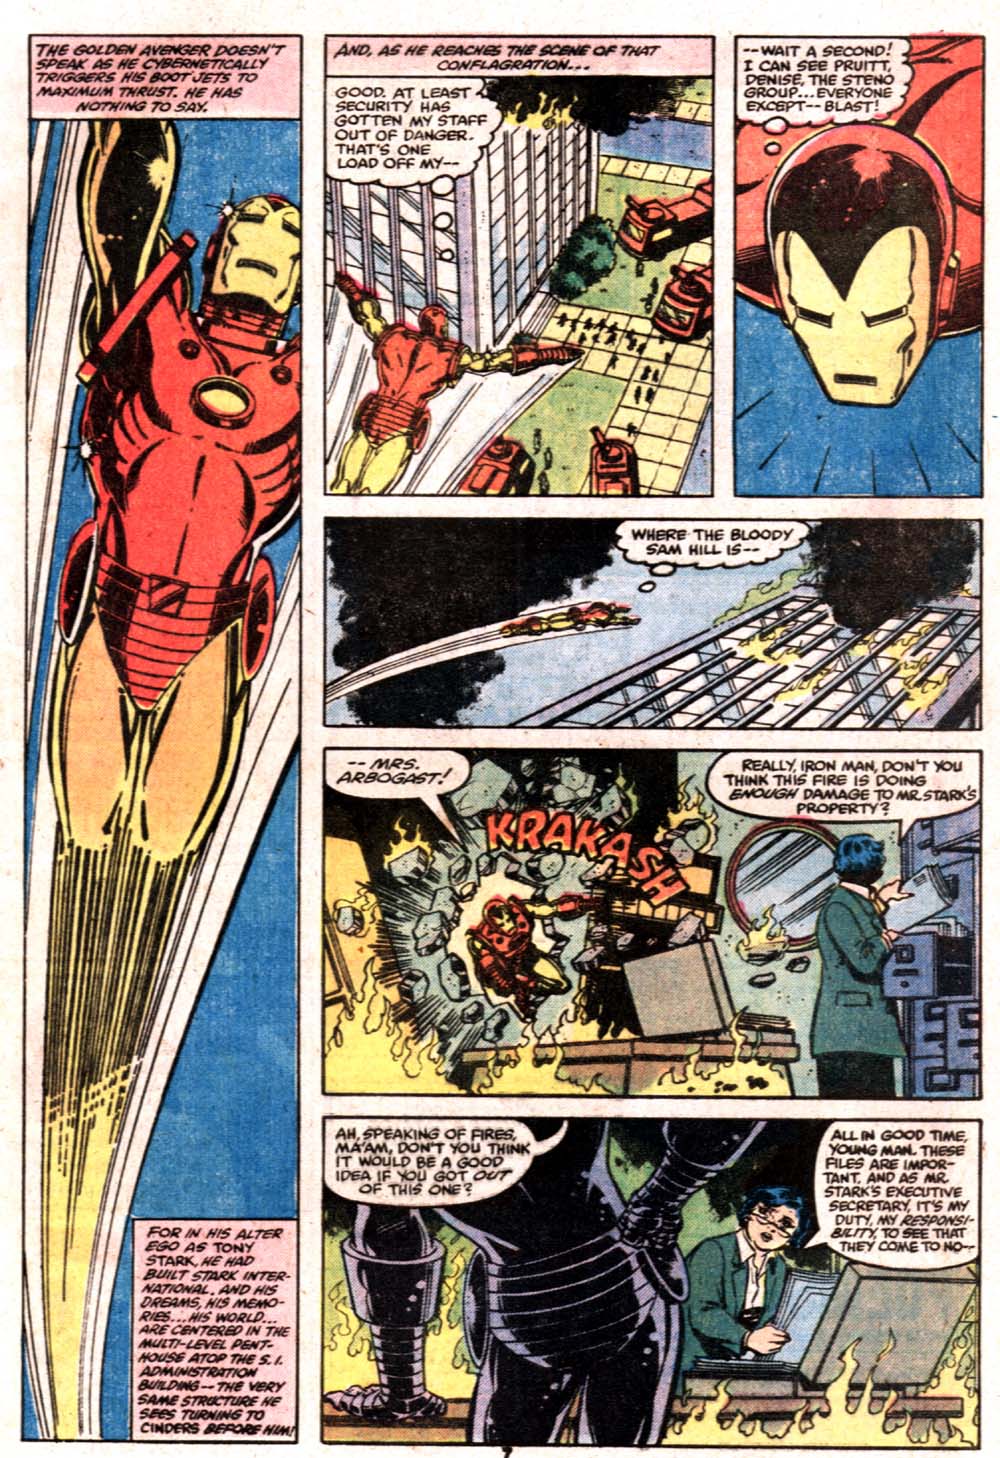 THE GOLDEN AVENGER DOESN'T
SPEAK AS HE CYBERNETICALLY
TRIGGERS HIS BOOT JETS TO
MAXIMUM THRUST. HE HAS
NOTHING TO SAY.
FOR IN HIS ALTER
EGO AS TONY
STARK, HE HAD
BUILT STARK INTER-
NATIONAL. AND HIS
DREAMS, HIS MEMO-
RIES... HIS WORLD...
ARE CENTERED IN THE
MULTI-LEVEL PENT-
HOUSE ATOP THE S.I.
ADMINISTRATION
BUILDING -- THE VERY
SAME STRUCTURE HE
SEES TURNING TO
CINDERS BEFORE HIM!
AND, AS HE REACHES THE SCENE OF THAT
CONFLAGRATION...
GOOD. AT LEAST
SECURITY HAS
GOTTEN MY STAFF
OUT OF DANGER.
THAT'S ONE
LOAD OFF MY--
--WAIT A SECOND!
I CAN SEE PRUITT,
DENISE, THE STENO
GROUP... EVERYONE
EXCEPT-- BLAST!
WHERE THE BLOODY
SAM HILL IS--
-- MRS.
ARBOGAST!
KRAKASH
REALLY, IRON MAN, DON'T YOU
THINK THIS FIRE IS DOING
ENOUGH DAMAGE TO MR. STARK'S
PROPERTY?
AH, SPEAKING OF FIRES,
MA'AM, DON'T YOU THINK
IT WOULD BE A GOOD
IDEA IF YOU GOT OUT
OF THIS ONE?
ALL IN GOOD TIME,
YOUNG MAN. THESE
FILES ARE IMPOR-
TANT. AND AS MR.
STARK'S EXECUTIVE
SECRETARY, IT'S MY
DUTY, MY RESPONSI-
BILITY, TO SEE THAT
THEY COME TO NO--
7